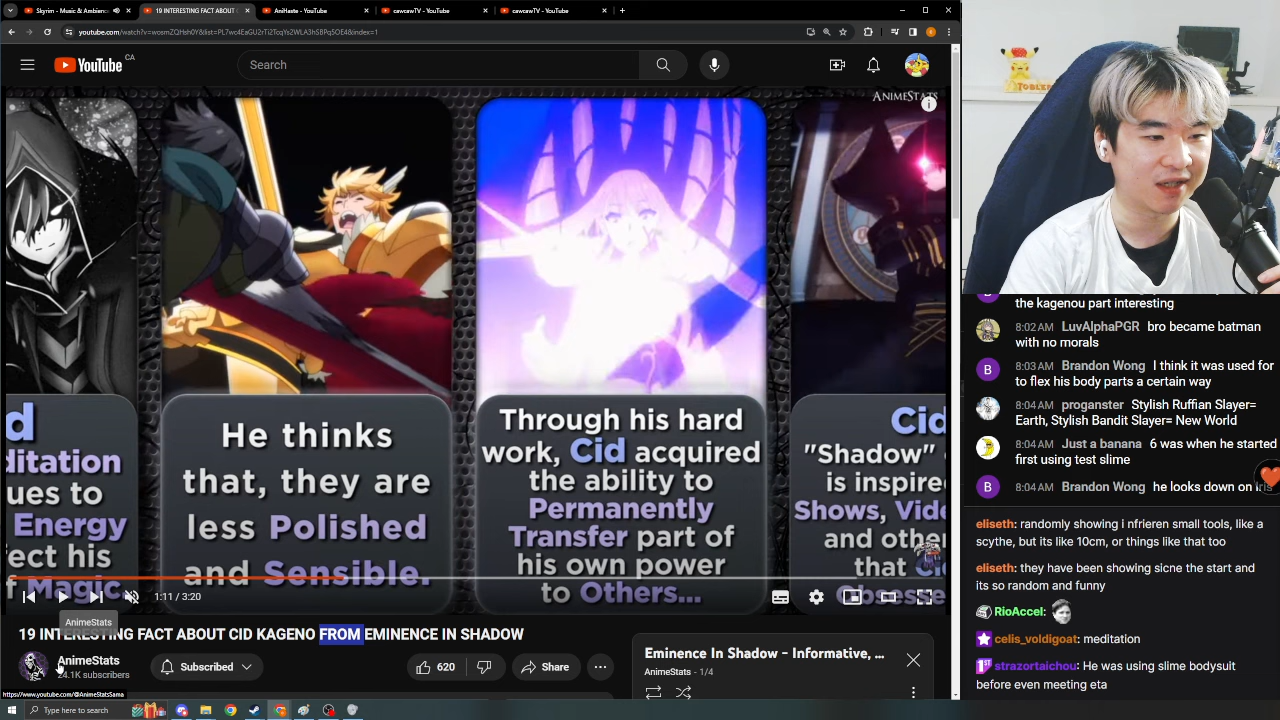 Skyrim - Music & Ambience
19 INTERESTING FACT ABOUT
AniHaste - YouTube
cawcawTV - YouTube
cawcawTV - YouTube
youtube.com/watch?v=wosmZQHsh0Y&list=PL7wc4EaGU2rTi2TcqYs2WLA3hSBPq5OE4&index=1
YouTube CA
Search
ANIMESTATS
d
ditation
ues to
Energy
ect his
f Magic.
He thinks
that, they are
less Polished
and Sensible.
Through his hard
work, Cid acquired
the ability to
Permanently
Transfer part of
his own power
to Others...
Cid
"Shadow"
is inspire
Shows, Vide
and othe
that Ci
Obsesse
1:11 / 3:20
AnimeStats
19 INTERESTING FACT ABOUT CID KAGENO FROM EMINENCE IN SHADOW
AnimeStats
24.1K subscribers
Subscribed
620
Share
Eminence In Shadow – Informative, ...
AnimeStats - 1/4
https://www.youtube.com/@AnimeStatsSama
Type here to search
TOBLER
the kagenou part interesting
8:02 AM LuvAlphaPGR bro became batman
with no morals
8:03 AM Brandon Wong I think it was used for
to flex his body parts a certain way
8:04 AM proganster Stylish Ruffian Slayer=
Earth, Stylish Bandit Slayer= New World
8:04 AM Just a banana 6 was when he started
first using test slime
8:04 AM Brandon Wong he looks down on iris
eliseth: randomly showing i nfrieren small tools, like a
scythe, but its like 10cm, or things like that too
eliseth: they have been showing sicne the start and
its so random and funny
RioAccel:
celis_voldigoat: meditation
1ST strazortaichou: He was using slime bodysuit
before even meeting eta